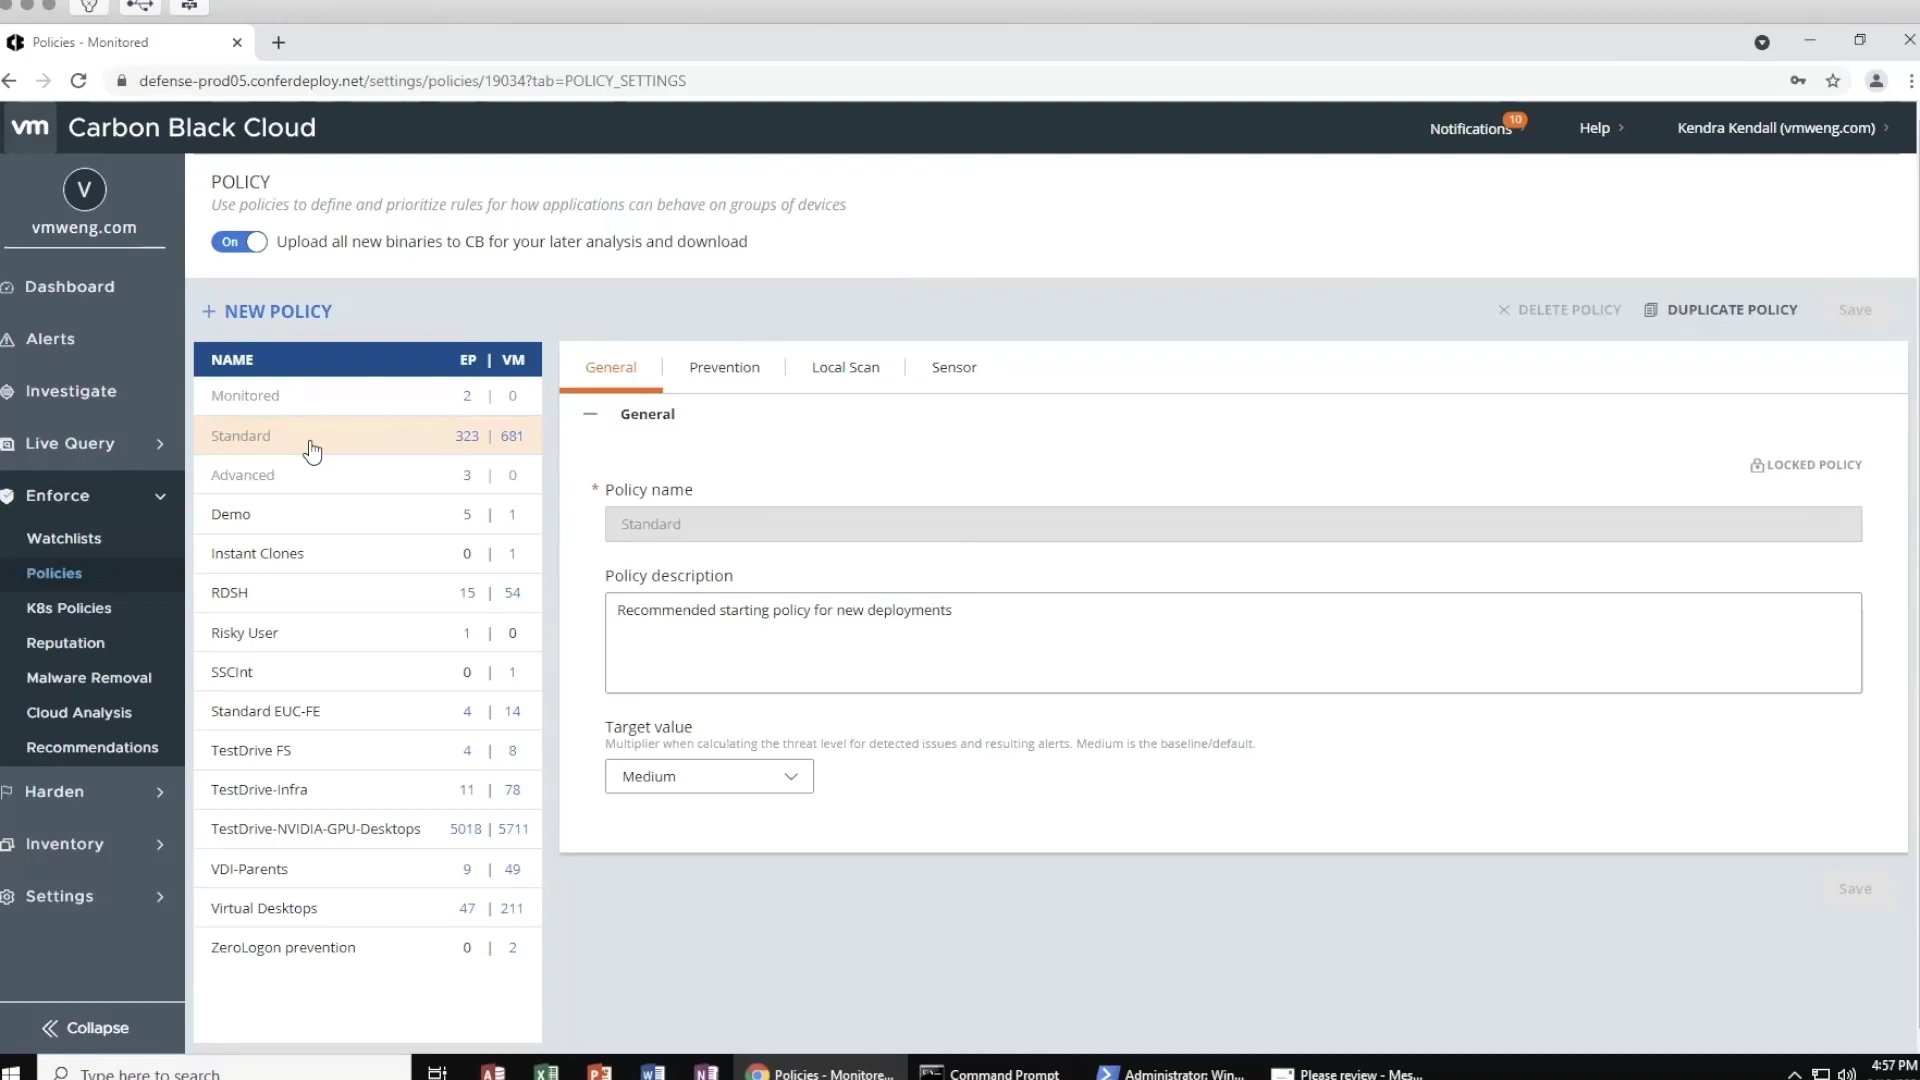 Policies - Monitored
defense-prod05.conferdeploy.net/settings/policies/19034?tab=POLICY_SETTINGS
vm Carbon Black Cloud
Notifications 10
Help
Kendra Kendall (vmweng.com)
V
vmweng.com
Dashboard
Alerts
Investigate
Live Query
Enforce
Watchlists
Policies
K8s Policies
Reputation
Malware Removal
Cloud Analysis
Recommendations
Harden
Inventory
Settings
Collapse
POLICY
Use policies to define and prioritize rules for how applications can behave on groups of devices
On Upload all new binaries to CB for your later analysis and download
+ NEW POLICY
DELETE POLICY
DUPLICATE POLICY
Save
NAME EP | VM
Monitored 2 | 0
Standard 323 | 681
Advanced 3 | 0
Demo 5 | 1
Instant Clones 0 | 1
RDSH 15 | 54
Risky User 1 | 0
SSCInt 0 | 1
Standard EUC-FE 4 | 14
TestDrive FS 4 | 8
TestDrive-Infra 11 | 78
TestDrive-NVIDIA-GPU-Desktops 5018 | 5711
VDI-Parents 9 | 49
Virtual Desktops 47 | 211
ZeroLogon prevention 0 | 2
General
Prevention
Local Scan
Sensor
General
LOCKED POLICY
* Policy name
Standard
Policy description
Recommended starting policy for new deployments
Target value
Multiplier when calculating the threat level for detected issues and resulting alerts. Medium is the baseline/default.
Medium
Save
Type here to search
Policies - Monitore...
Command Prompt
Administrator: Win...
Please review - Mes...
4:57 PM